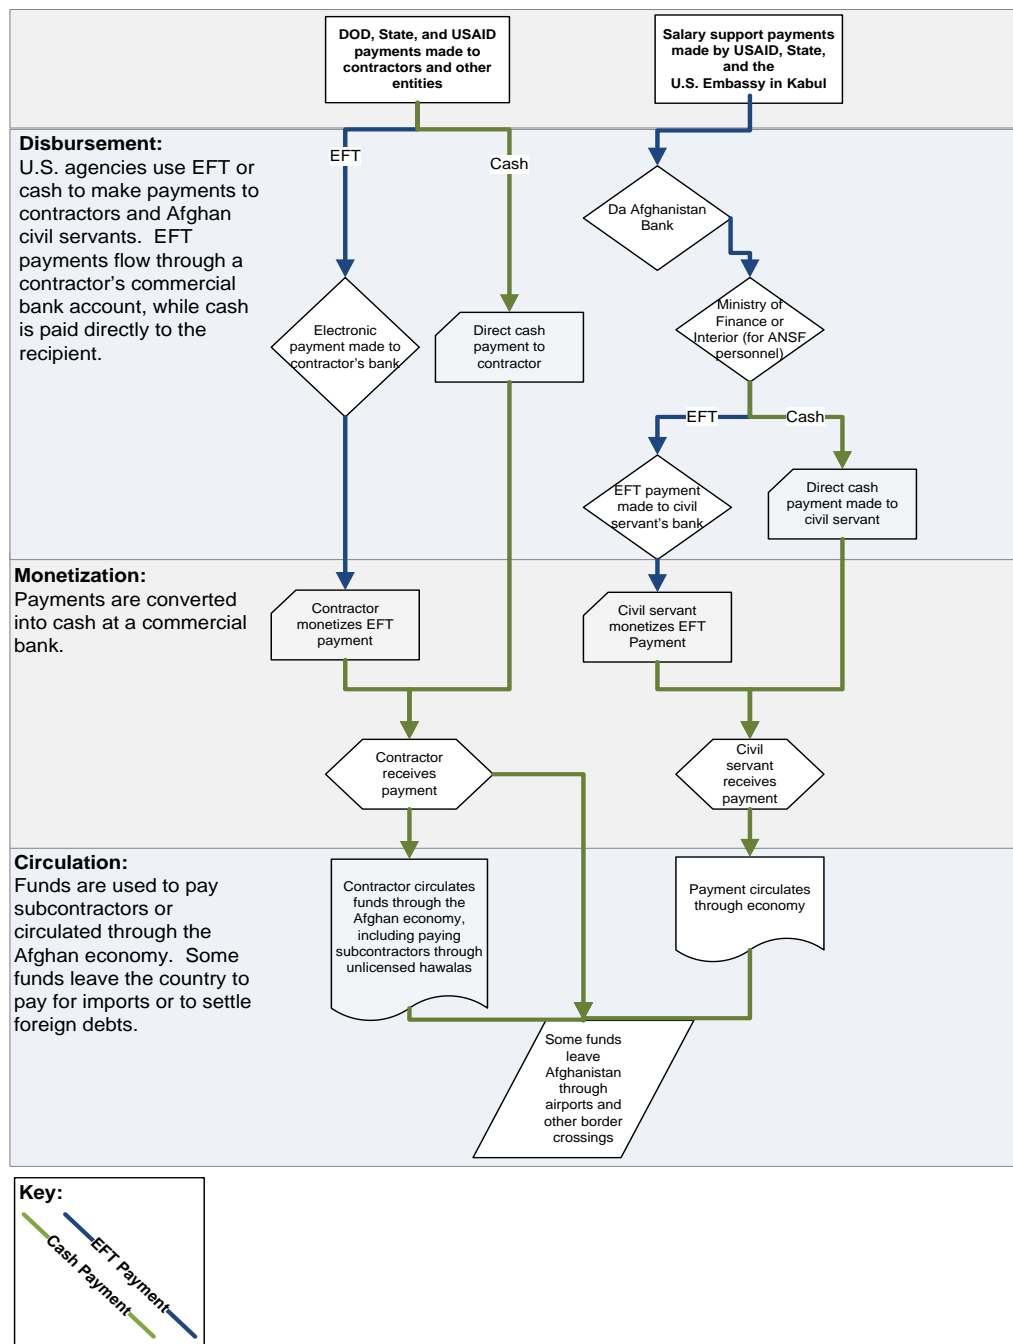 DOD, State, and USAID
payments made to
contractors and other
entities
Salary support payments
made by USAID, State,
and the
U.S. Embassy in Kabul
Disbursement:
U.S. agencies use EFT or
cash to make payments to
contractors and Afghan
civil servants.  EFT
payments flow through a
contractor’s commercial
bank account, while cash
is paid directly to the
recipient.
EFT
Cash
Da Afghanistan
Bank
Electronic
payment made to
contractor’s bank
Direct cash
payment to
contractor
Ministry of
Finance or
Interior (for ANSF
personnel)
EFT
Cash
EFT payment
made to civil
servant’s bank
Direct cash
payment made to
civil servant
Monetization:
Payments are converted
into cash at a commercial
bank.
Contractor
monetizes EFT
payment
Civil servant
monetizes EFT
Payment
Contractor
receives
payment
Civil
servant
receives
payment
Circulation:
Funds are used to pay
subcontractors or
circulated through the
Afghan economy.  Some
funds leave the country to
pay for imports or to settle
foreign debts.
Contractor circulates
funds through the
Afghan economy,
including paying
subcontractors through
unlicensed hawalas
Payment circulates
through economy
Some funds
leave
Afghanistan
through
airports and
other border
crossings
Key:
Cash Payment
EFT Payment